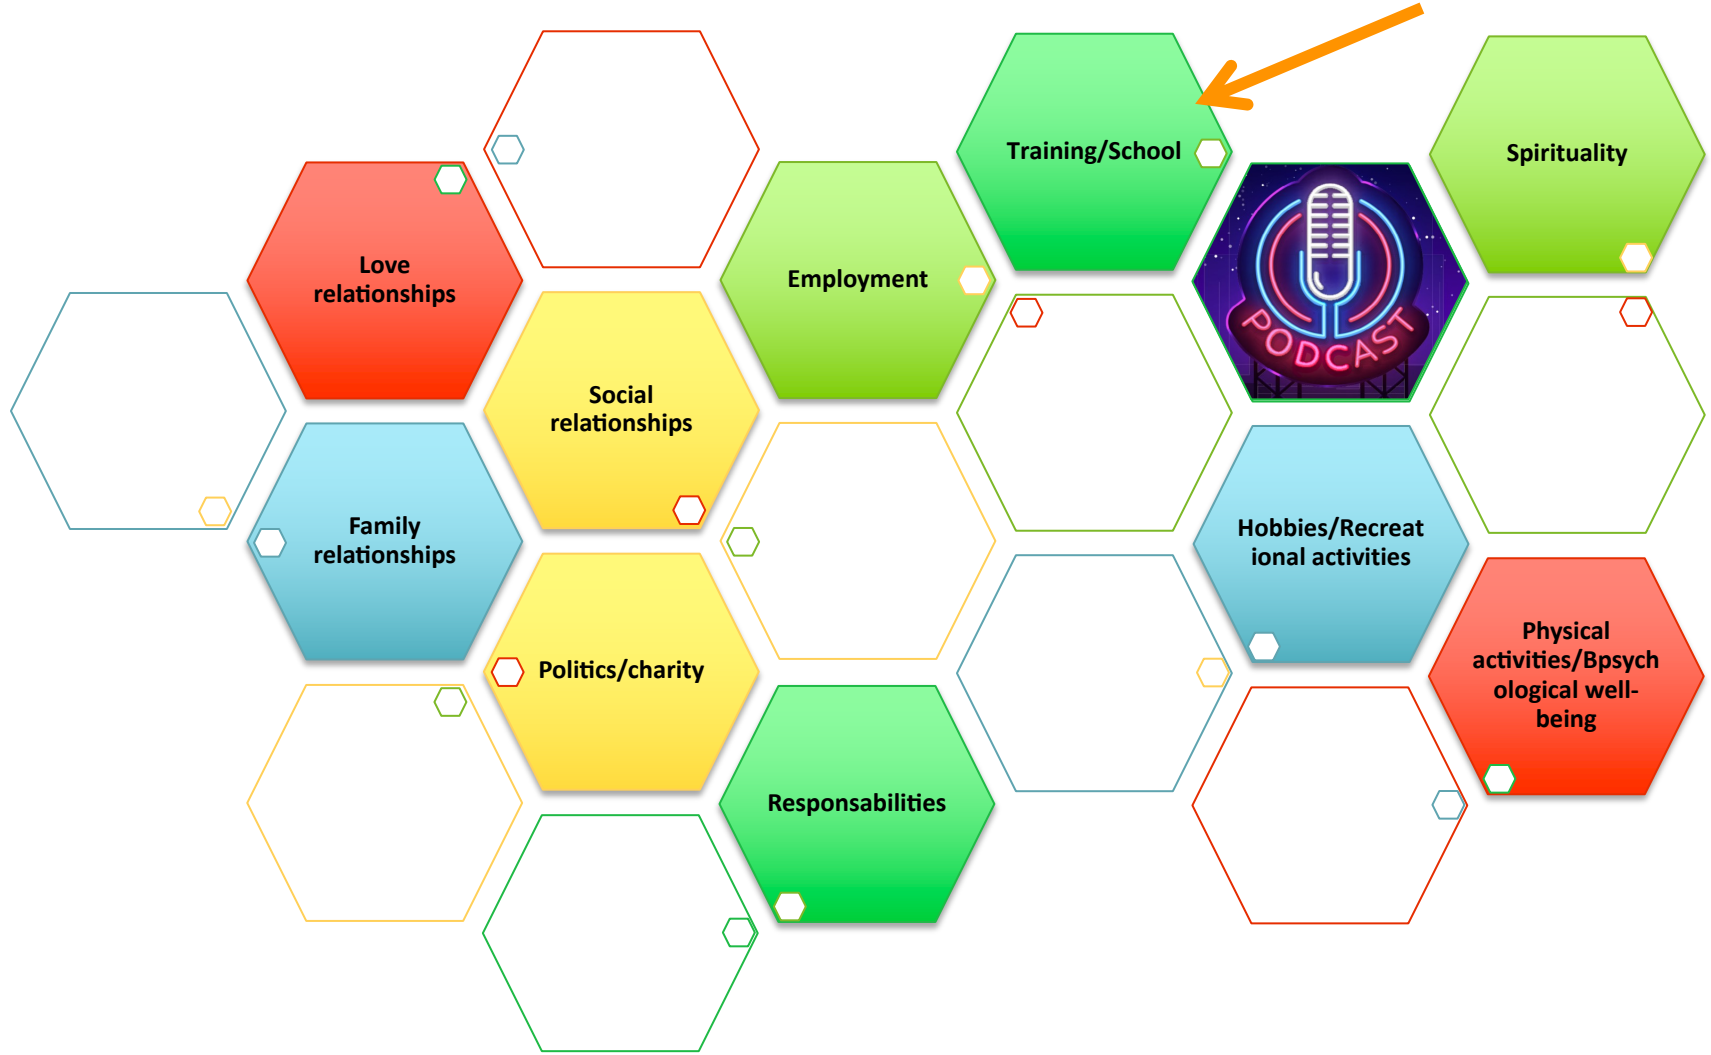 Training/School
Spirituality
Love
relationships
Employment
PODCAST
Social
relationships
Family
relationships
Hobbies/Recreat
ional activities
Physical
activities/Bpsych
ological well-
being
Politics/charity
Responsabilities